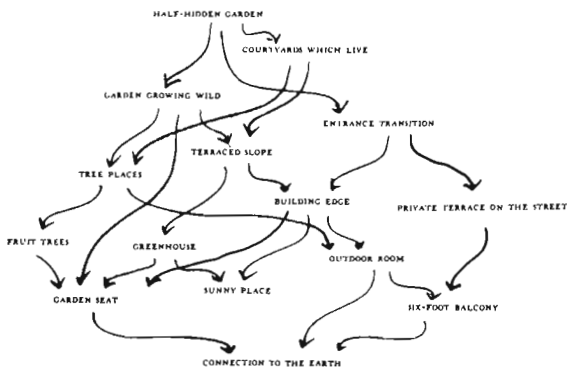 HALF-HIDDEN GARDEN
COURTYARDS WHICH LIVE
GARDEN GROWING WILD
ENTRANCE TRANSITION
TERRACED SLOPE
TREE PLACES
BUILDING EDGE
PRIVATE TERRACE ON THE STREET
FRUIT TREES
GREENHOUSE
OUTDOOR ROOM
GARDEN SEAT
SUNNY PLACE
SIX-FOOT BALCONY
CONNECTION TO THE EARTH